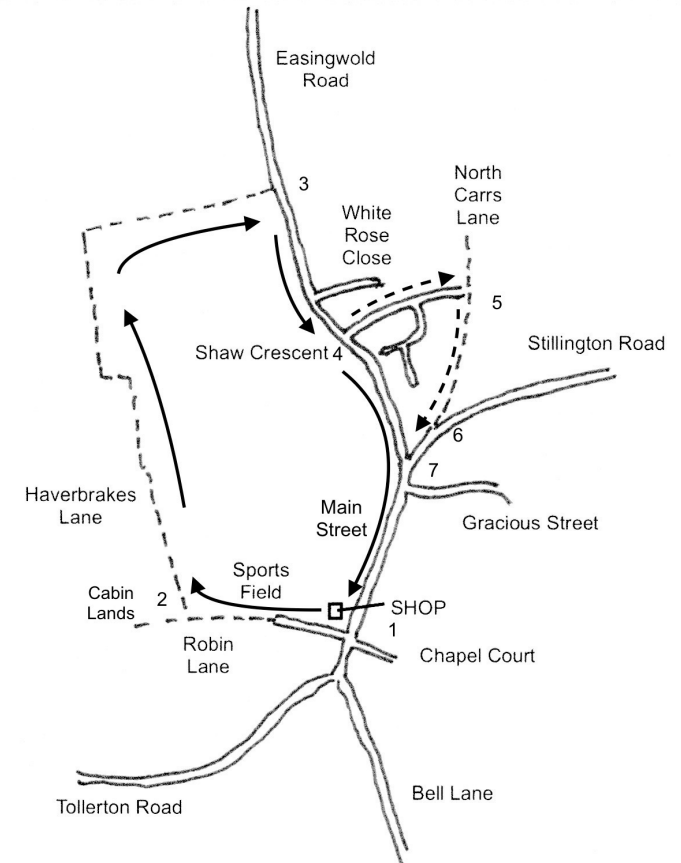 Easingwold
Road
3
North
Carrs
Lane
White
Rose
Close
5
Shaw Crescent 4
Stillington Road
6
7
Haverbrakes
Lane
Main
Street
Gracious Street
Sports
Field
Cabin
Lands
2
SHOP
1
Robin
Lane
Chapel Court
Tollerton Road
Bell Lane